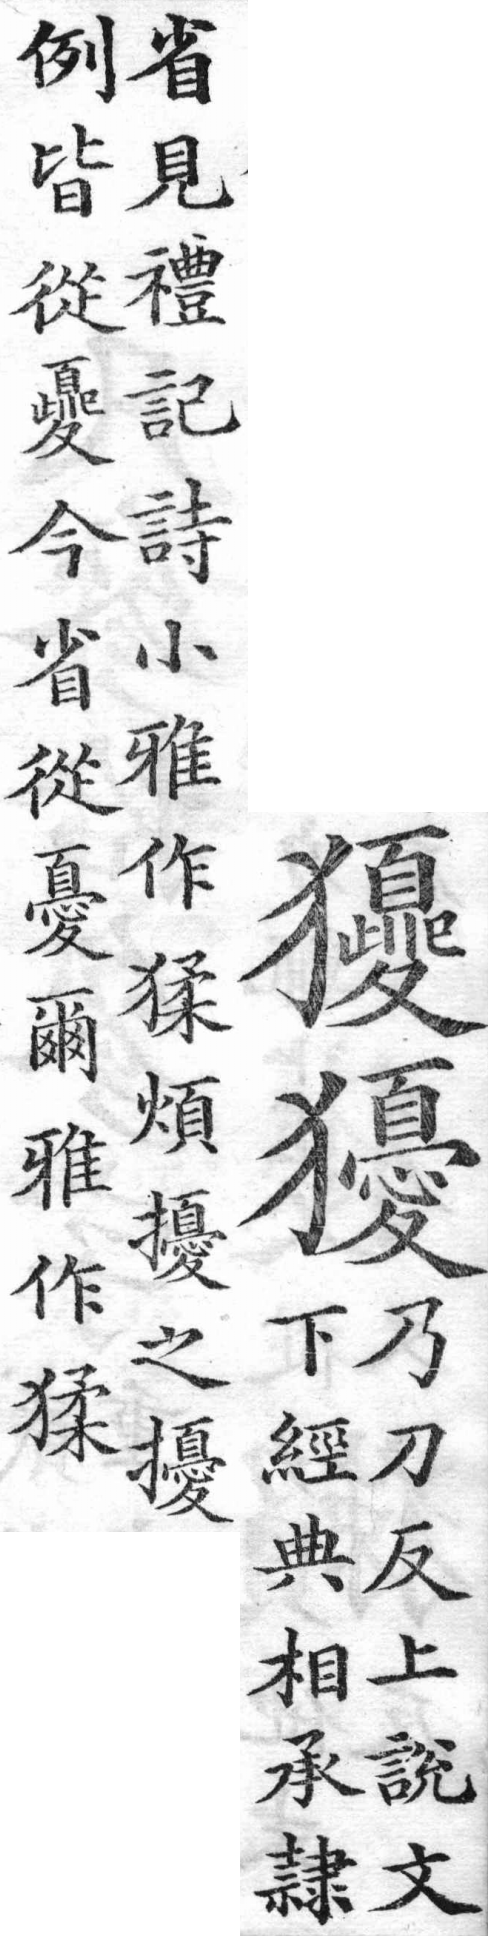 獿獶
乃刀反上說文
下經典相承隷
省見禮記詩小雅作猱煩擾之擾
例皆從夒今省從憂爾雅作猱